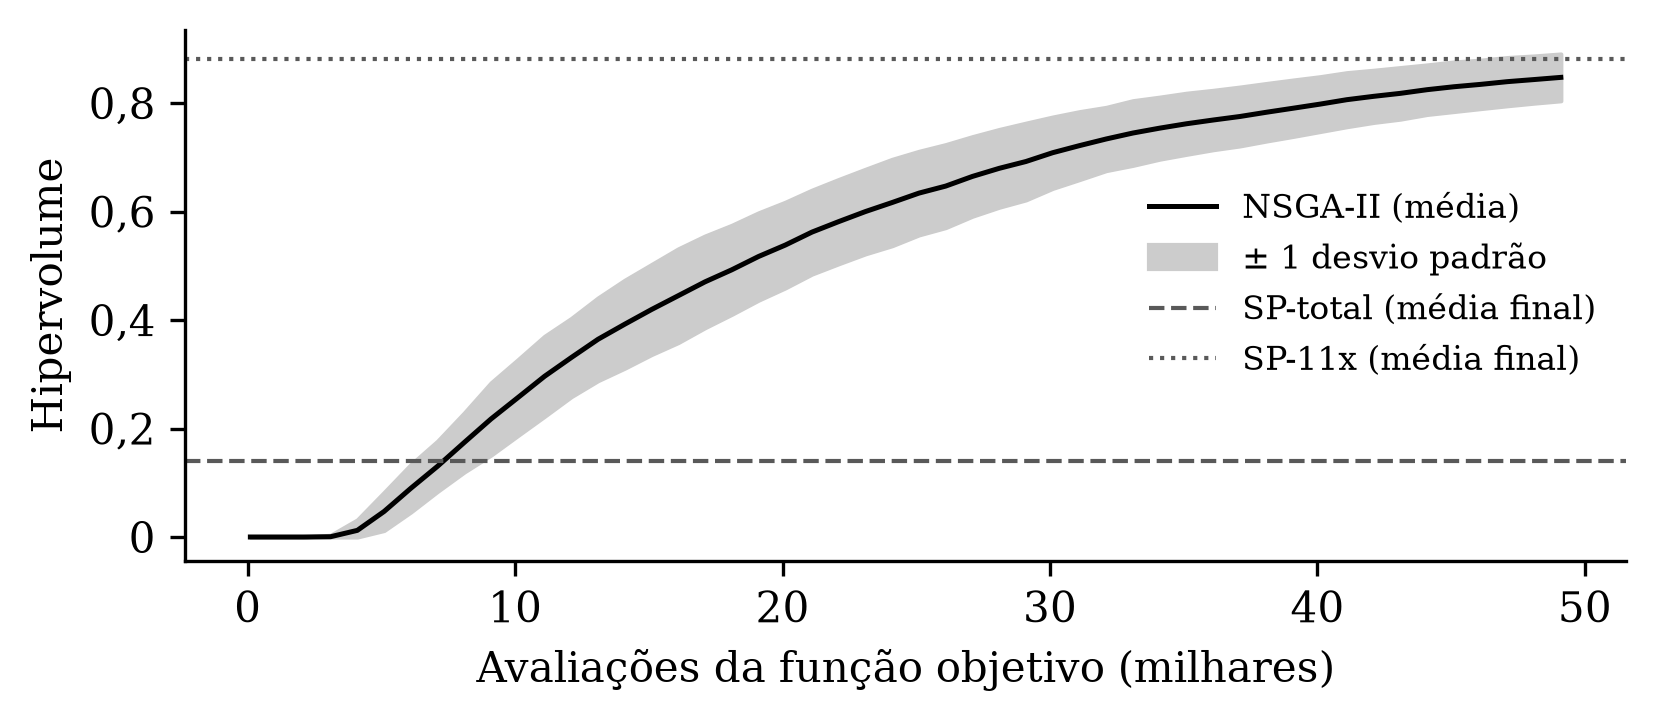 Hipervolume
0,8
0,6
0,4
0,2
0
NSGA-II (média)
± 1 desvio padrão
SP-total (média final)
SP-11x (média final)
0 10 20 30 40 50
Avaliações da função objetivo (milhares)